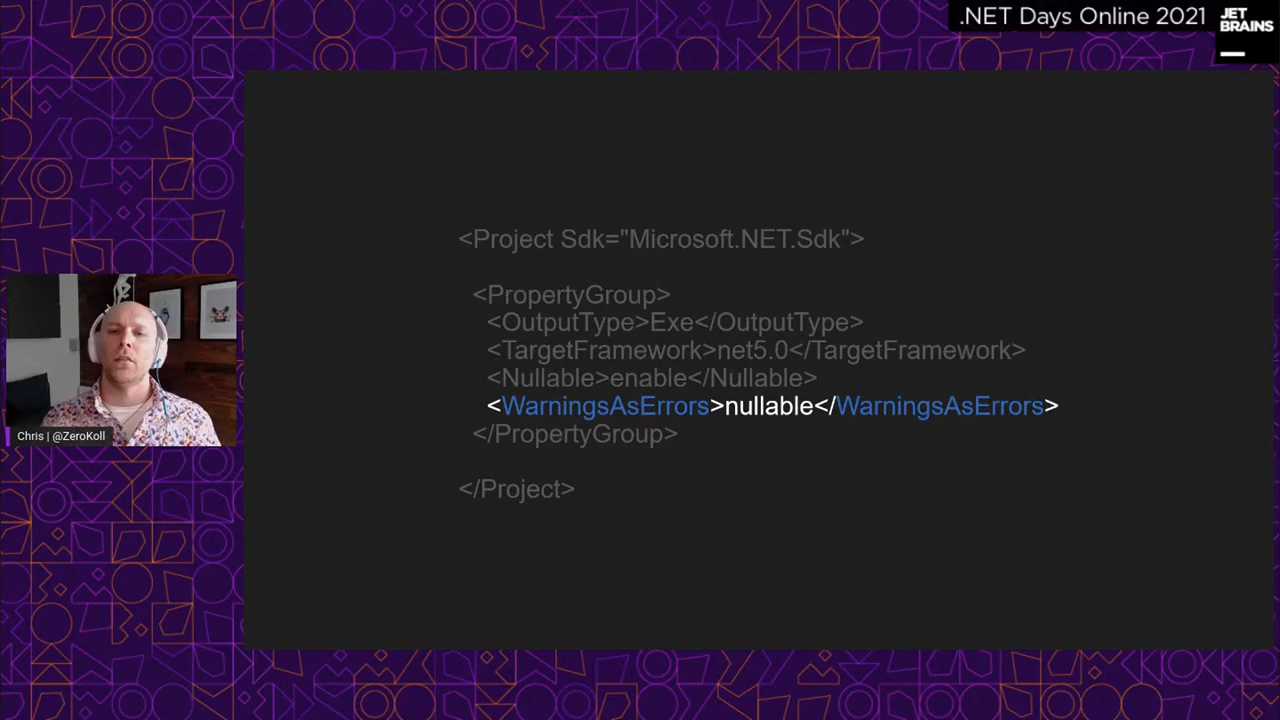 .NET Days Online 2021
JET
BRAINS
<Project Sdk="Microsoft.NET.Sdk">
<PropertyGroup>
<OutputType>Exe</OutputType>
<TargetFramework>net5.0</TargetFramework>
<Nullable>enable</Nullable>
<WarningsAsErrors>nullable</WarningsAsErrors>
</PropertyGroup>
</Project>
Chris | @ZeroKoll